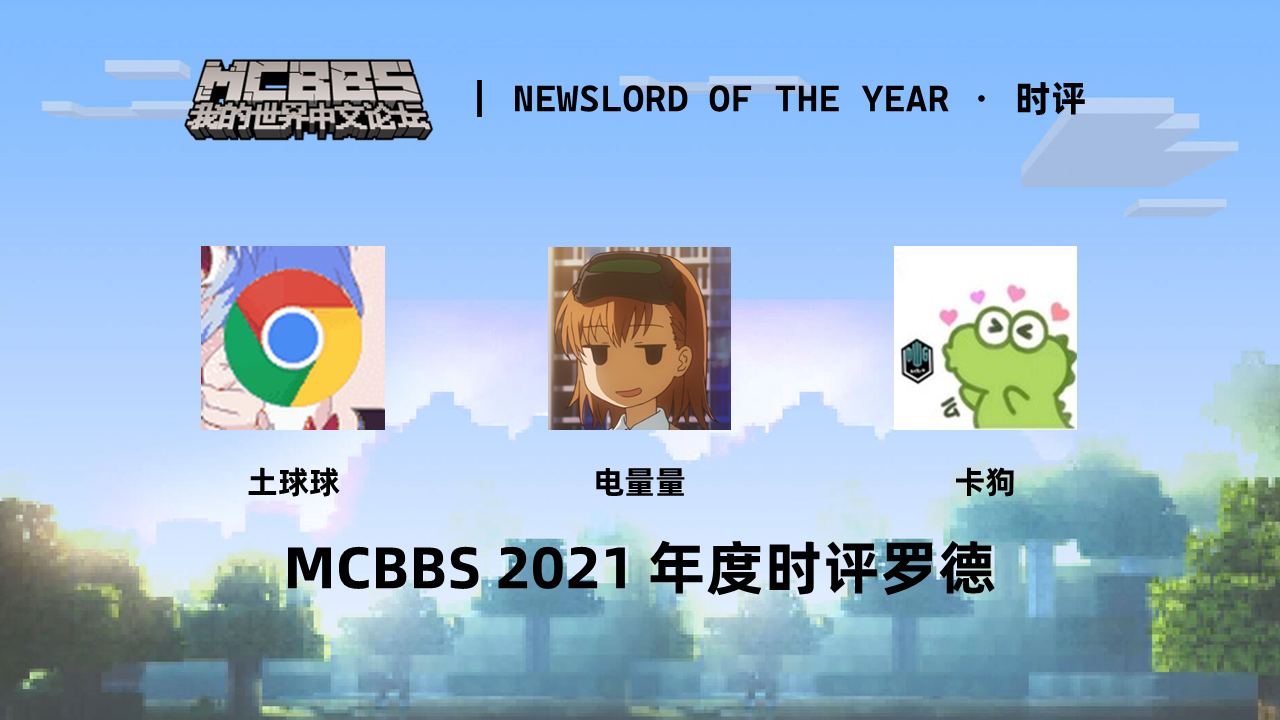 MCBBS
我的世界中文论坛
| NEWSLORD OF THE YEAR · 时评
么
土球球
电量量
卡狗
MCBBS 2021 年度时评罗德